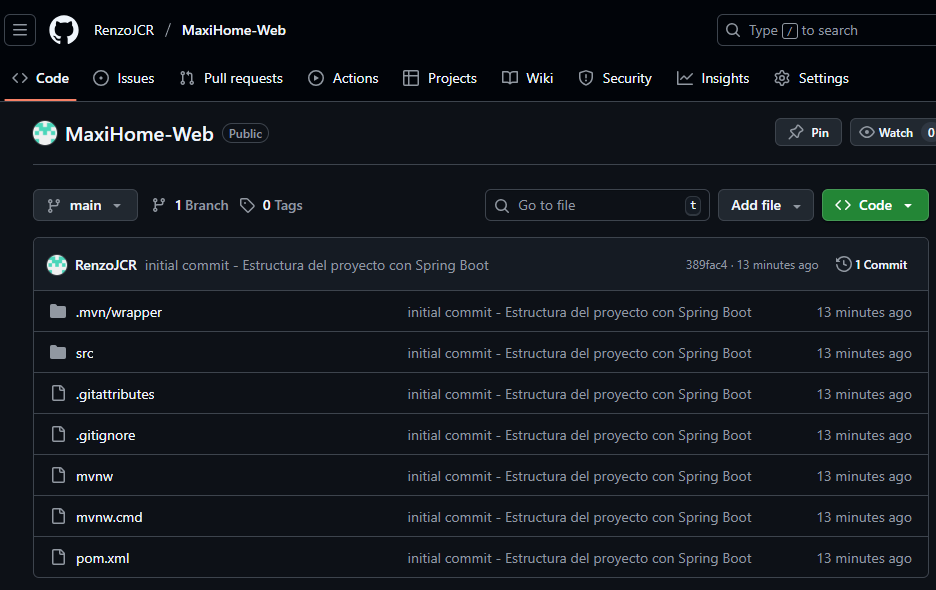 RenzoJCR / MaxiHome-Web
Type / to search
Code Issues Pull requests Actions Projects Wiki Security Insights Settings
MaxiHome-Web Public
Pin Watch 0
main 1 Branch 0 Tags Go to file t Add file Code
RenzoJCR initial commit - Estructura del proyecto con Spring Boot 389fac4 · 13 minutes ago 1 Commit
.mvn/wrapper initial commit - Estructura del proyecto con Spring Boot 13 minutes ago
src initial commit - Estructura del proyecto con Spring Boot 13 minutes ago
.gitattributes initial commit - Estructura del proyecto con Spring Boot 13 minutes ago
.gitignore initial commit - Estructura del proyecto con Spring Boot 13 minutes ago
mvnw initial commit - Estructura del proyecto con Spring Boot 13 minutes ago
mvnw.cmd initial commit - Estructura del proyecto con Spring Boot 13 minutes ago
pom.xml initial commit - Estructura del proyecto con Spring Boot 13 minutes ago